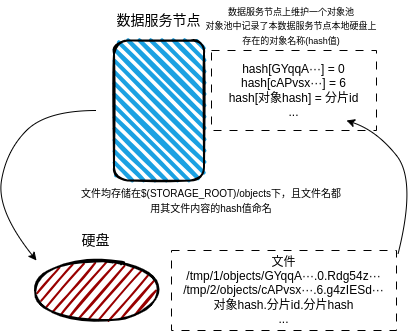 数据服务节点
数据服务节点上维护一个对象池
对象池中记录了本数据服务节点本地硬盘上
存在的对象名称(hash值)
hash[GYqqA···] = 0
hash[cAPvsx···] = 6
hash[对象hash] = 分片id
...
文件均存储在$(STORAGE_ROOT)/objects下，且文件名都
用其文件内容的hash值命名
硬盘
文件
/tmp/1/objects/GYqqA···.0.Rdg54z···
/tmp/2/objects/cAPvsx···.6.g4zIESd···
对象hash.分片id.分片hash
...